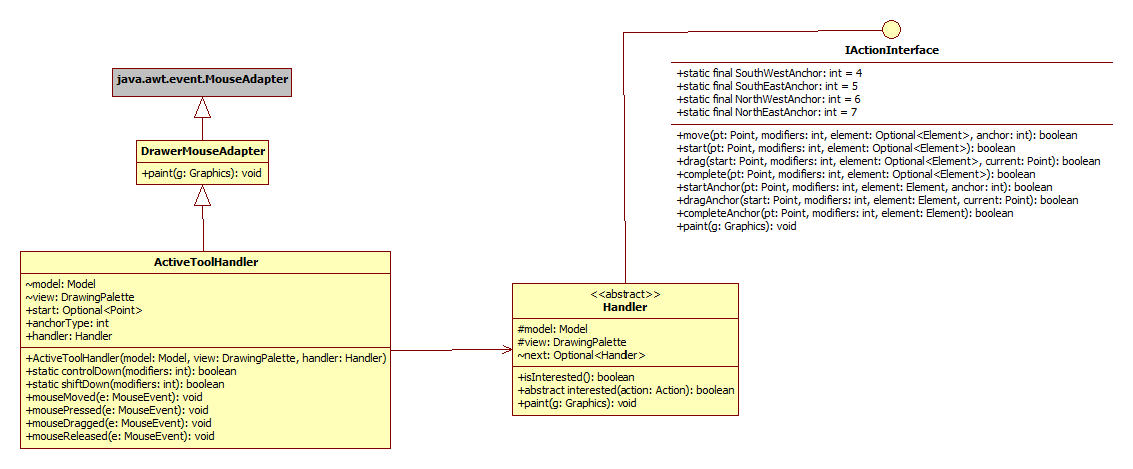 IActionInterface
+static final SouthWestAnchor: int = 4
+static final SouthEastAnchor: int = 5
+static final NorthWestAnchor: int = 6
+static final NorthEastAnchor: int = 7
+move(pt: Point, modifiers: int, element: Optional<Element>, anchor: int): boolean
+start(pt: Point, modifiers: int, element: Optional<Element>): boolean
+drag(start: Point, modifiers: int, element: Optional<Element>, current: Point): boolean
+complete(pt: Point, modifiers: int, element: Optional<Element>): boolean
+startAnchor(pt: Point, modifiers: int, element: Element, anchor: int): boolean
+dragAnchor(start: Point, modifiers: int, element: Element, current: Point): boolean
+completeAnchor(pt: Point, modifiers: int, element: Element): boolean
+paint(g: Graphics): void
java.awt.event.MouseAdapter
DrawerMouseAdapter
+paint(g: Graphics): void
ActiveToolHandler
~model: Model
~view: DrawingPalette
+start: Optional<Point>
+anchorType: int
+handler: Handler
+ActiveToolHandler(model: Model, view: DrawingPalette, handler: Handler)
+static controlDown(modifiers: int): boolean
+static shiftDown(modifiers: int): boolean
+mouseMoved(e: MouseEvent): void
+mousePressed(e: MouseEvent): void
+mouseDragged(e: MouseEvent): void
+mouseReleased(e: MouseEvent): void
<<abstract>>
Handler
#model: Model
#view: DrawingPalette
~next: Optional<Handler>
+isInterested(): boolean
+abstract interested(action: Action): boolean
+paint(g: Graphics): void